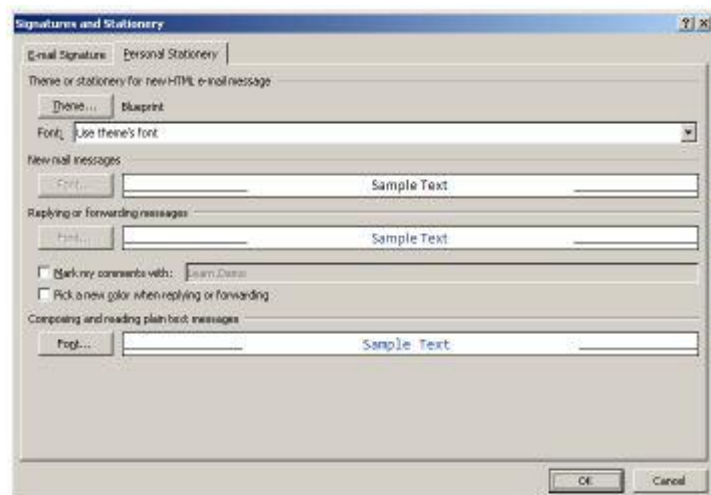 Signatures and Stationery
E-mail Signature Personal Stationery
Theme or stationery for new HTML e-mail message
Theme... Blueprint
Font: Use theme's font
New mail messages
Font... Sample Text
Replying or forwarding messages
Font... Sample Text
Mark my comments with: Learn Demo
Pick a new color when replying or forwarding
Composing and reading plain text messages
Font... Sample Text
OK Cancel